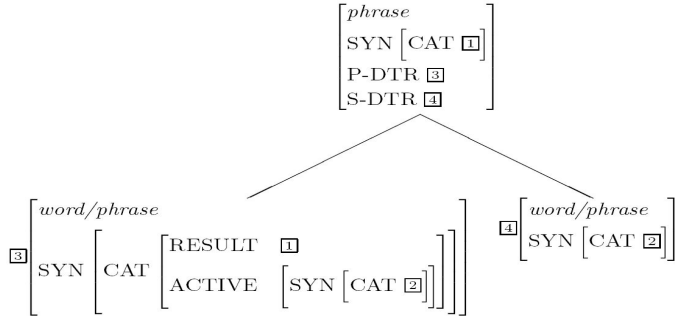 phrase
SYN [CAT 1]
P-DTR 3
S-DTR 4
3 word/phrase
SYN [CAT [RESULT 1
ACTIVE [SYN [CAT 2]]]]
4 word/phrase
SYN [CAT 2]